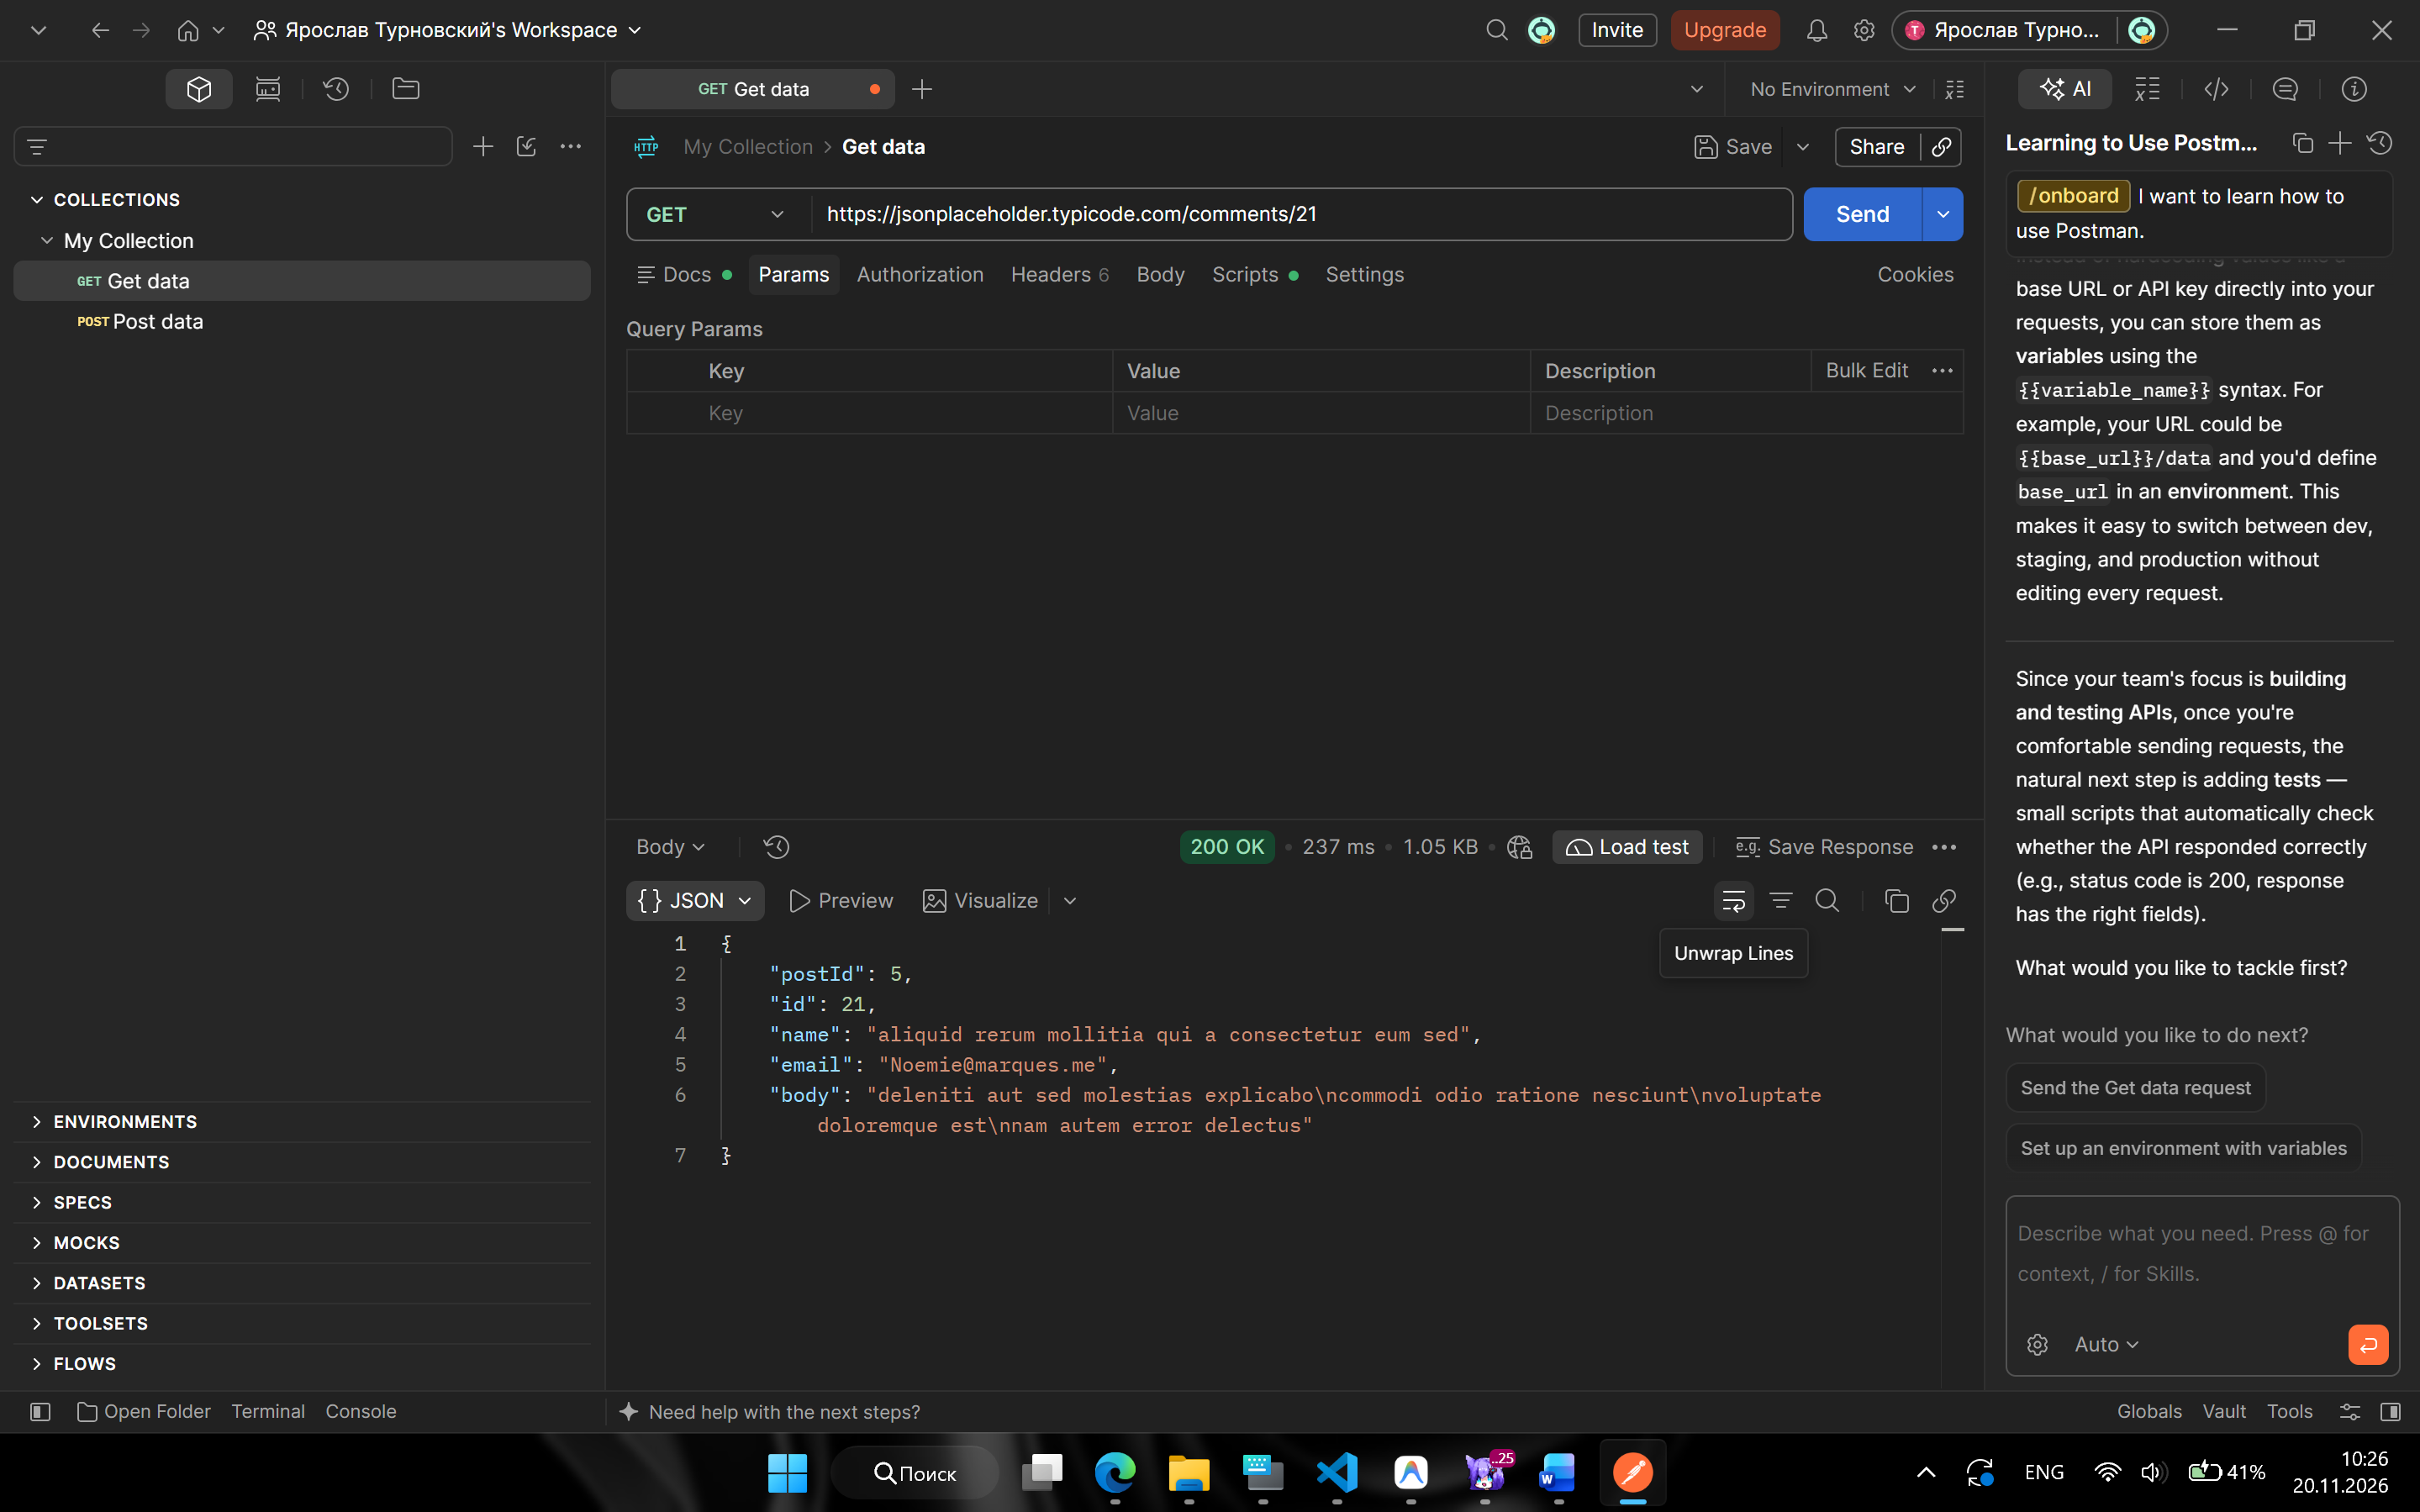 Ярослав Турновский's Workspace
Invite
Upgrade
T
Ярослав Турно...
GET Get data
No Environment
AI
HTTP My Collection > Get data
Save
Share
Learning to Use Postm...
/onboard I want to learn how to
use Postman.
COLLECTIONS
My Collection
GET Get data
POST Post data
GET
https://jsonplaceholder.typicode.com/comments/21
Send
Docs
Params
Authorization
Headers 6
Body
Scripts
Settings
Cookies
Query Params
Key
Value
Description
Bulk Edit
Key
Value
Description
instead of hardcoding values like a
base URL or API key directly into your
requests, you can store them as
variables using the
{{variable_name}} syntax. For
example, your URL could be
{{base_url}}/data and you'd define
base_url in an environment. This
makes it easy to switch between dev,
staging, and production without
editing every request.
Since your team's focus is building
and testing APIs, once you're
comfortable sending requests, the
natural next step is adding tests —
small scripts that automatically check
whether the API responded correctly
(e.g., status code is 200, response
has the right fields).
What would you like to tackle first?
What would you like to do next?
Send the Get data request
Set up an environment with variables
Describe what you need. Press @ for
context, / for Skills.
Auto
Body
200 OK • 237 ms • 1.05 KB
Load test
e.g. Save Response
{} JSON
Preview
Visualize
Unwrap Lines
1 {
2 "postId": 5,
3 "id": 21,
4 "name": "aliquid rerum mollitia qui a consectetur eum sed",
5 "email": "Noemie@marques.me",
6 "body": "deleniti aut sed molestias explicabo\ncommodi odio ratione nesciunt\nvoluptate
doloremque est\nnam autem error delectus"
7 }
ENVIRONMENTS
DOCUMENTS
SPECS
MOCKS
DATASETS
TOOLSETS
FLOWS
Open Folder
Terminal
Console
Need help with the next steps?
Globals
Vault
Tools
Поиск
..25
W
ENG
41%
10:26
20.11.2026